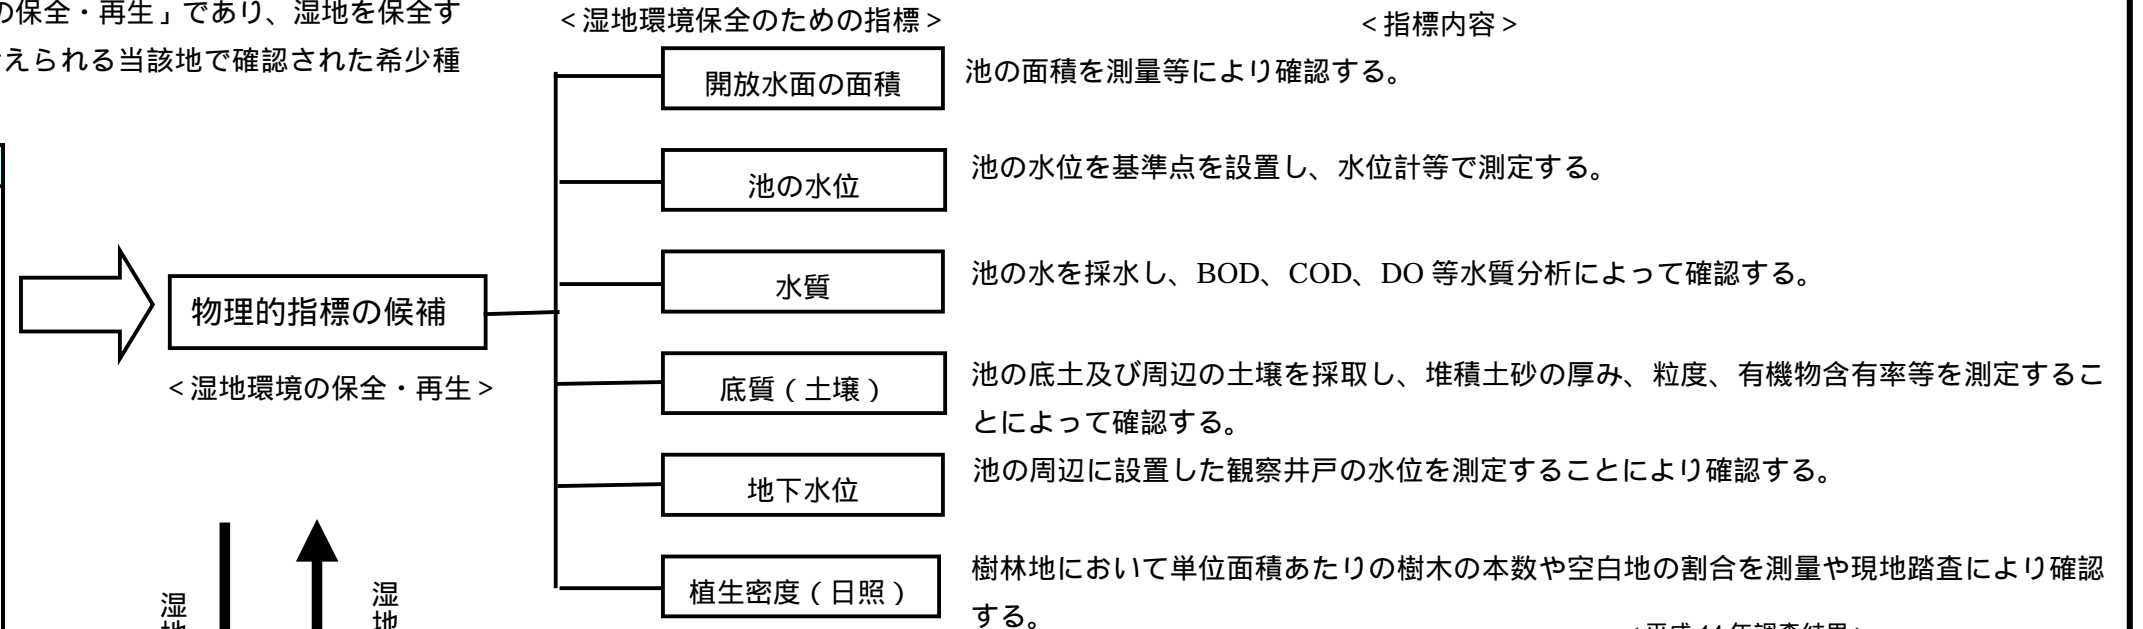 の保全・再生」であり、湿地を保全す
えられる当該地で確認された希少種
＜湿地環境保全のための指標＞
＜指標内容＞
開放水面の面積
池の面積を測量等により確認する。
池の水位
池の水位を基準点を設置し、水位計等で測定する。
水質
池の水を採水し、BOD、COD、DO 等水質分析によって確認する。
物理的指標の候補
＜湿地環境の保全・再生＞
底質（土壌）
池の底土及び周辺の土壌を採取し、堆積土砂の厚み、粒度、有機物含有率等を測定するこ
とによって確認する。
地下水位
池の周辺に設置した観察井戸の水位を測定することにより確認する。
植生密度（日照）
樹林地において単位面積あたりの樹木の本数や空白地の割合を測量や現地踏査により確認
する。
湿地
湿地